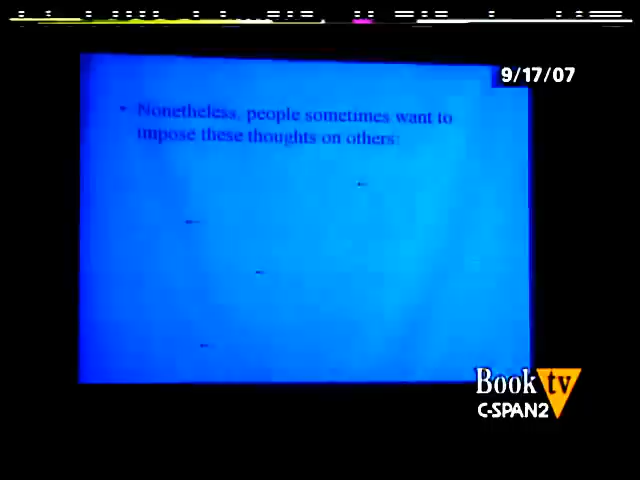 9/17/07
• Nonetheless, people sometimes want to
impose these thoughts on others:
Book tv
C-SPAN2